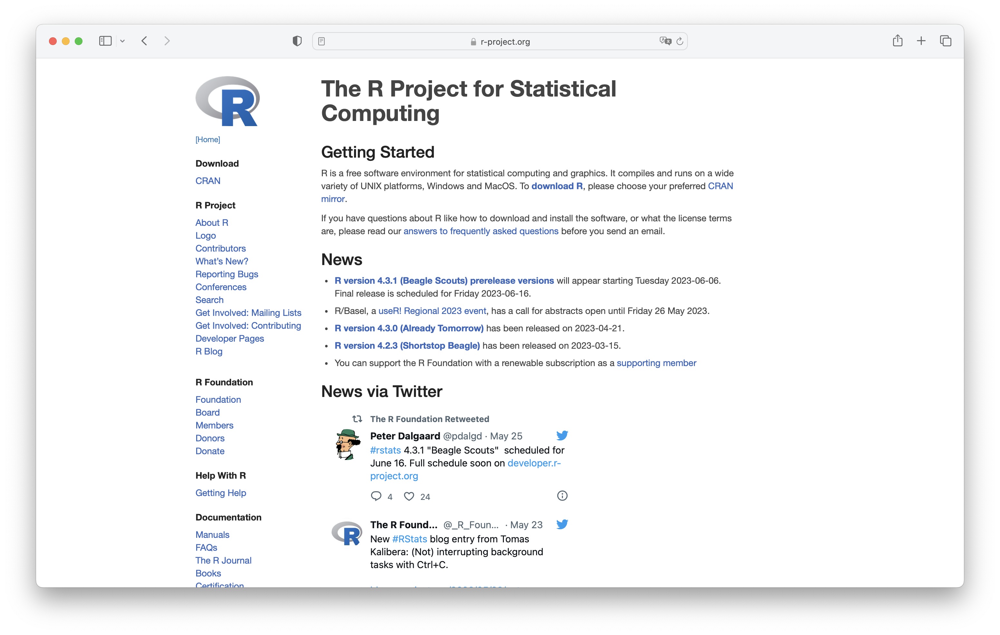 r-project.org
R
[Home]
Download
CRAN
R Project
About R
Logo
Contributors
What’s New?
Reporting Bugs
Conferences
Search
Get Involved: Mailing Lists
Get Involved: Contributing
Developer Pages
R Blog
R Foundation
Foundation
Board
Members
Donors
Donate
Help With R
Getting Help
Documentation
Manuals
FAQs
The R Journal
Books
Certification
The R Project for Statistical
Computing
Getting Started
R is a free software environment for statistical computing and graphics. It compiles and runs on a wide
variety of UNIX platforms, Windows and MacOS. To download R, please choose your preferred CRAN
mirror.
If you have questions about R like how to download and install the software, or what the license terms
are, please read our answers to frequently asked questions before you send an email.
News
• R version 4.3.1 (Beagle Scouts) prerelease versions will appear starting Tuesday 2023-06-06.
Final release is scheduled for Friday 2023-06-16.
• R/Basel, a useR! Regional 2023 event, has a call for abstracts open until Friday 26 May 2023.
• R version 4.3.0 (Already Tomorrow) has been released on 2023-04-21.
• R version 4.2.3 (Shortstop Beagle) has been released on 2023-03-15.
• You can support the R Foundation with a renewable subscription as a supporting member
News via Twitter
The R Foundation Retweeted
Peter Dalgaard @pdalgd · May 25
#rstats 4.3.1 "Beagle Scouts"  scheduled for
June 16. Full schedule soon on developer.r-
project.org
4 24
The R Found... @_R_Foun... · May 23
R
New #RStats blog entry from Tomas
Kalibera: (Not) interrupting background
tasks with Ctrl+C.